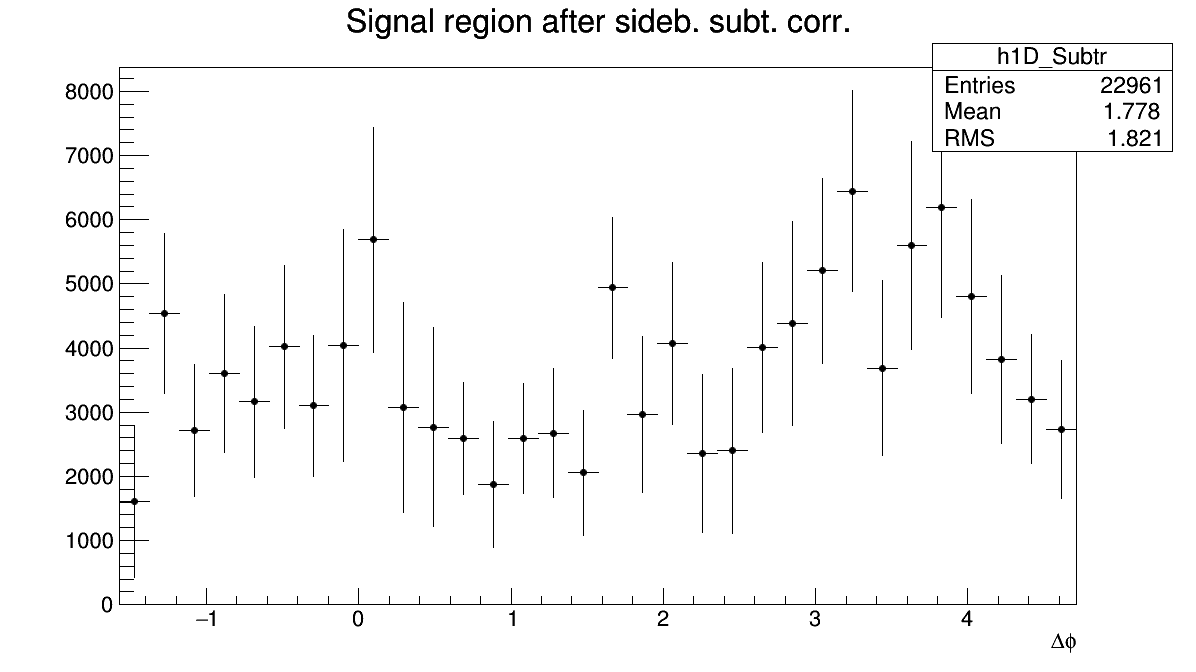 Signal region after sideb. subt. corr.
h1D_Subtr
Entries 22961
Mean 1.778
RMS 1.821
8000
7000
6000
5000
4000
3000
2000
1000
0
−1 0 1 2 3 4
Δϕ